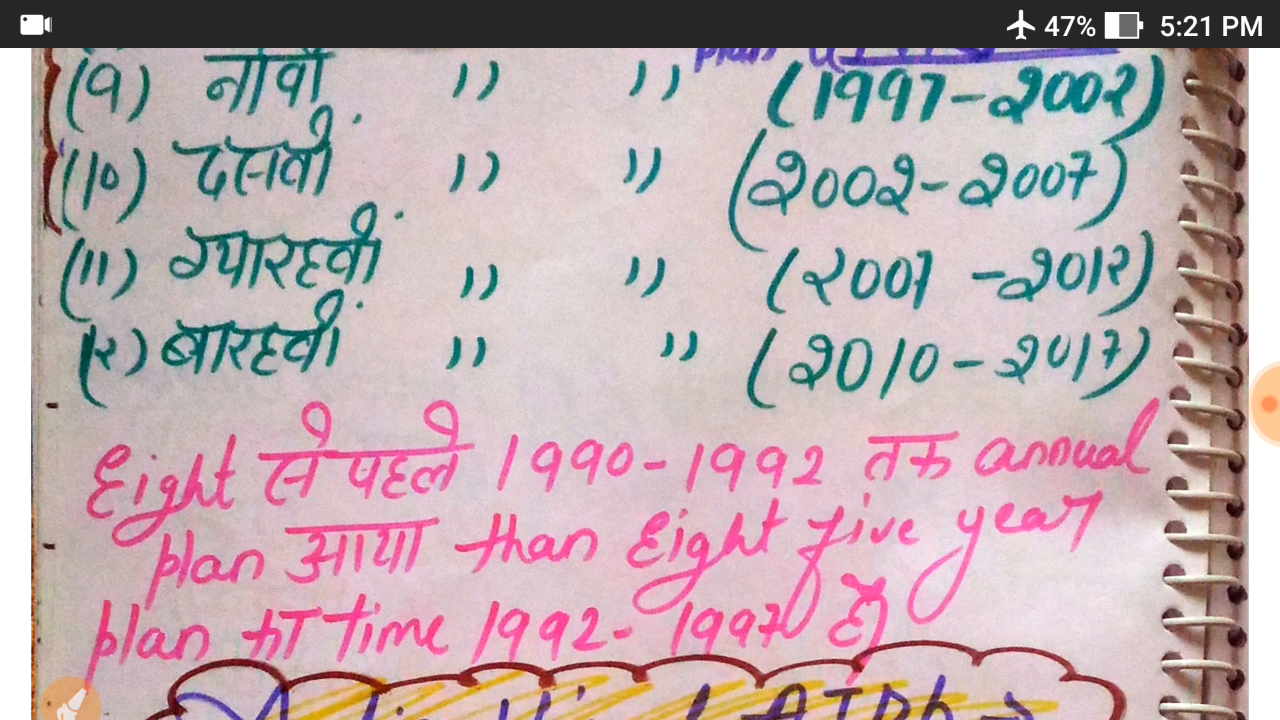 47% 5:21 PM
plan
(9) नौवीं " " (1997-2002)
(10) दसवीं " " (2002-2007)
(11) ग्यारहवीं " " (2007-2012)
(12) बारहवीं " " (2010-2017)
Eight से पहले 1990-1992 तक annual
plan आया than Eight five year
plan का time 1992-1997 है